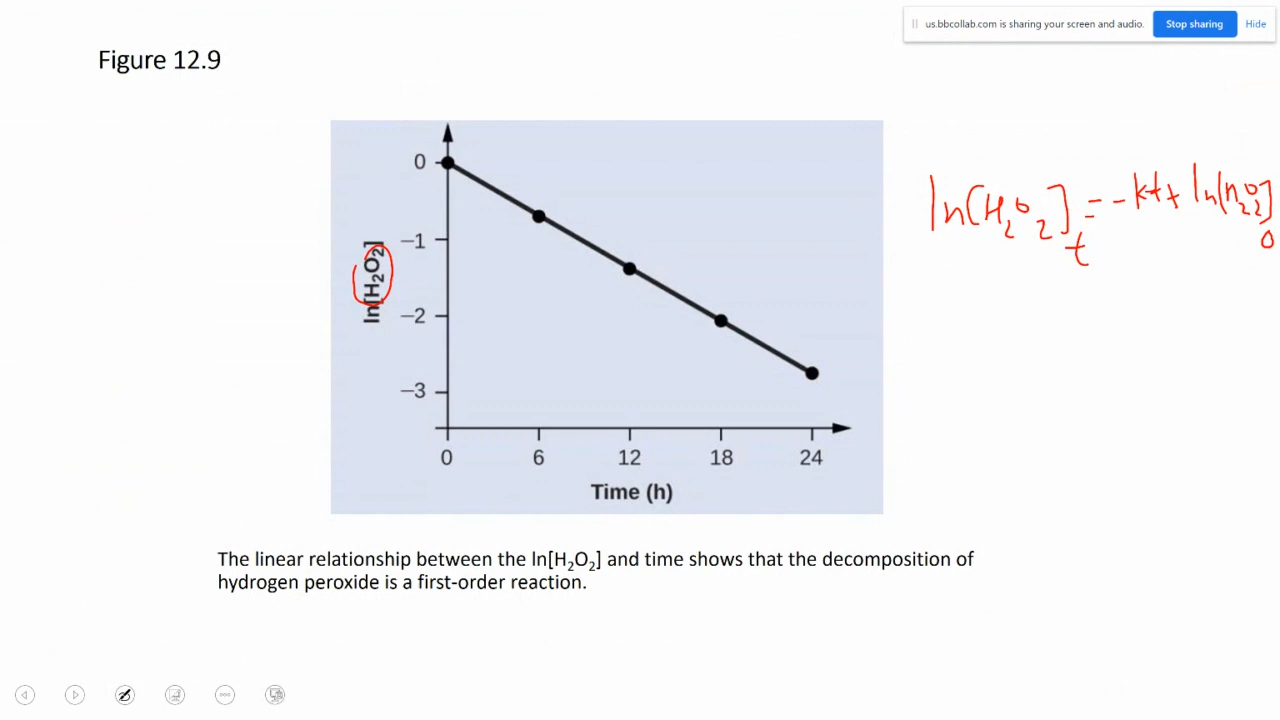 us.bbcollab.com is sharing your screen and audio. Stop sharing Hide
Figure 12.9
ln[H₂O₂]ₜ = -kt + ln[H₂O₂]₀
0
−1
−2
−3
ln[H₂O₂]
0 6 12 18 24
Time (h)
The linear relationship between the ln[H₂O₂] and time shows that the decomposition of
hydrogen peroxide is a first-order reaction.